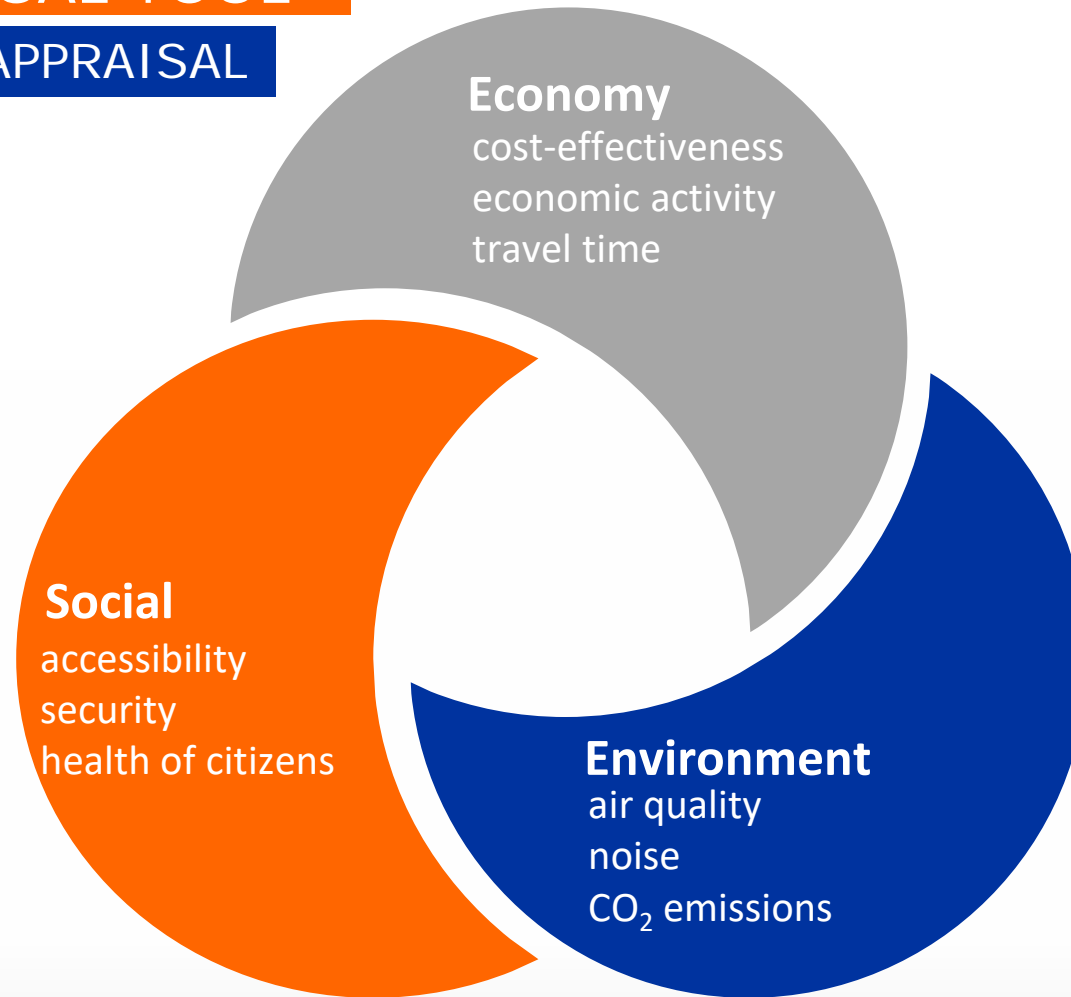 APPRAISAL
Economy
cost-effectiveness
economic activity
travel time
Social
accessibility
security
health of citizens
Environment
air quality
noise
CO₂ emissions